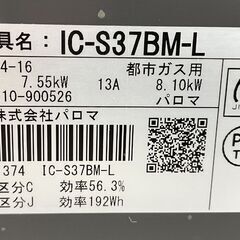 具名： IC-S37BM-L
4-16 都市ガス用
7.55kW 13A 8.10kW
10-900526 パロマ
株式会社パロマ
374 IC-S37BM-L
区分C 効率56.3%
区分J 効率192Wh